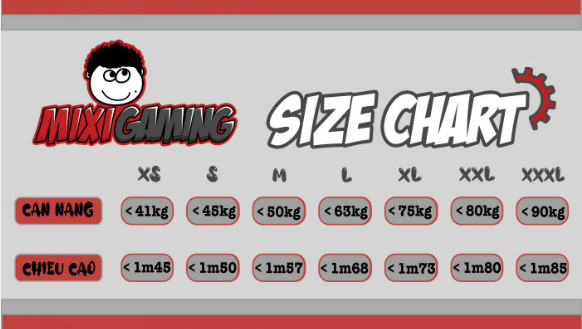 MIXIGAMING
SIZE CHART
XS S M L XL XXL XXXL
CAN NANG < 41kg < 45kg < 50kg < 63kg < 75kg < 80kg < 90kg
CHIEU CAO < 1m45 < 1m50 < 1m57 < 1m68 < 1m73 < 1m80 < 1m85